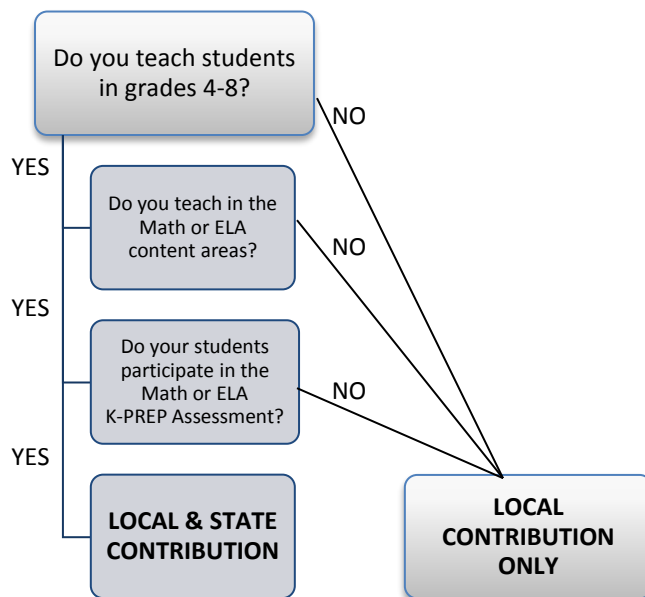 Do you teach students
in grades 4-8?
NO
YES
Do you teach in the
Math or ELA
content areas?
NO
YES
Do your students
participate in the
Math or ELA
K-PREP Assessment?
NO
YES
LOCAL & STATE
CONTRIBUTION
LOCAL
CONTRIBUTION
ONLY